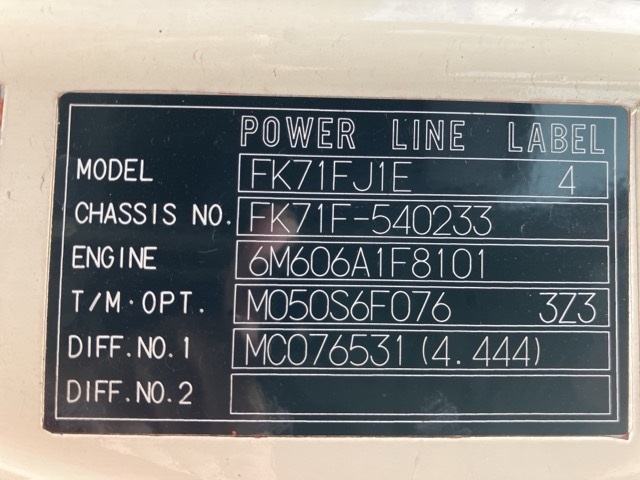 POWER LINE LABEL
MODEL FK71FJ1E 4
CHASSIS NO. FK71F-540233
ENGINE 6M606A1F8101
T/M·OPT. M050S6F076 3Z3
DIFF.NO.1 MC076531(4.444)
DIFF.NO.2